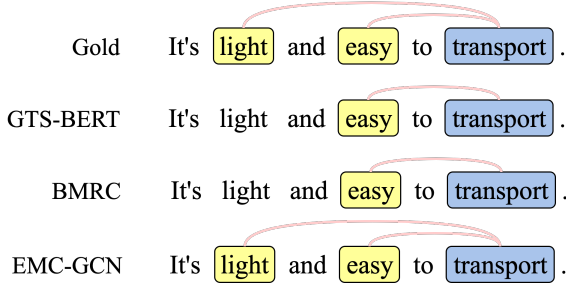 Gold It's light and easy to transport .
GTS-BERT It's light and easy to transport .
BMRC It's light and easy to transport .
EMC-GCN It's light and easy to transport .